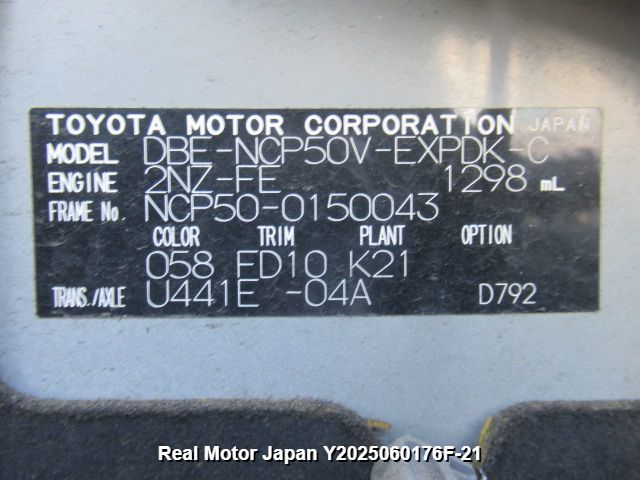 TOYOTA MOTOR CORPORATION JAPAN
MODEL DBE-NCP50V-EXPDK-C
ENGINE 2NZ-FE 1298 mL
FRAME No. NCP50-0150043
COLOR TRIM PLANT OPTION
058 FD10 K21
TRANS./AXLE U441E -04A D792
Real Motor Japan Y2025060176F-21